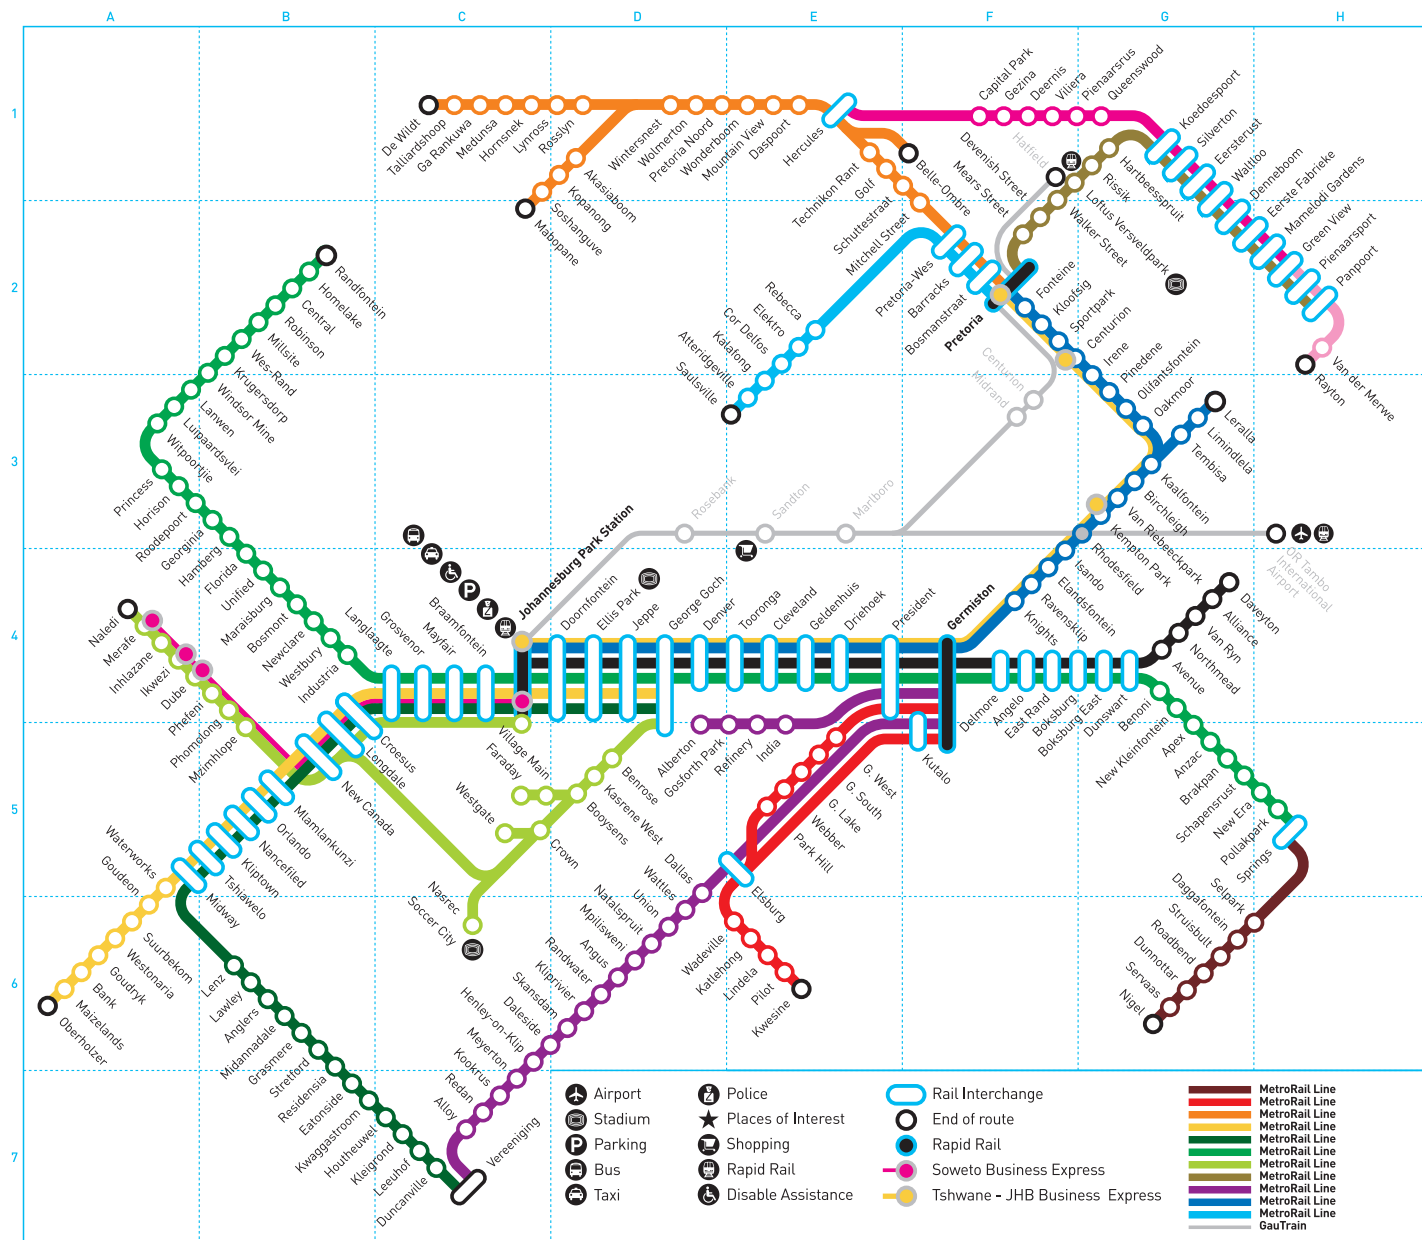 A
B
C
D
E
F
G
H
1
2
3
4
5
6
7
De Wildt
Talliardshoop
Ga Rankuwa
Medunsa
Hornsnek
Lynross
Rosslyn
Wintersnest
Wolmerton
Pretoria Noord
Wonderboom
Mountain View
Daspoort
Hercules
Akasiaboom
Kopanong
Soshanguve
Mabopane
Capital Park
Gezina
Deernis
Viliera
Pienaarsrus
Queenswood
Koedoesport
Silverton
Eersterust
Waltloo
Denneboom
Eerste Fabrieke
Mamelodi Gardens
Green View
Pienaarsport
Panpoort
Van der Merwe
Rayton
Technikon Rant
Golf
Schuttestraat
Mitchell Street
Belle-Ombre
Devenish Street
Mears Street
Hatfield
Hartbeesspruit
Rissik
Loftus Versveldpark
Walker Street
Pretoria-Wes
Barracks
Bosmanstraat
Pretoria
Rebecca
Elektro
Cor Delfos
Kalafong
Atteridgeville
Saulsville
Fonteine
Kloofsig
Sportpark
Centurion
Irene
Pinedene
Olifantsfontein
Oakmoor
Leralla
Limindlela
Tembisa
Kaalfontein
Birchleigh
Van Riebeeckpark
Kempton Park
Rhodesfield
Isando
Elandsfontein
Ravensklip
Knights
Centurion
Midrand
Rosebank
Sandton
Marlboro
OR Tambo
International
Airport
Randfontein
Homelake
Central
Robinson
Millsite
Wes-Rand
Krugersdorp
Windsor Mine
Lanwen
Luipaardsvlei
Witpoortjie
Princess
Horison
Roodepoort
Georginia
Hamberg
Florida
Unified
Maraisburg
Bosmont
Newclare
Westbury
Industria
Langlaagte
Grosvenor
Mayfair
Braamfontein
Johannesburg Park Station
Doornfontein
Ellis Park
Jeppe
George Goch
Denver
Tooronga
Cleveland
Geldenhuis
Driehoek
President
Germiston
Delmore
Angelo
East Rand
Boksburg
Boksburg East
Dunswart
Daveyton
Alliance
Van Ryn
Northmead
Avenue
Benoni
New Kleinfontein
Apex
Anzac
Brakpan
Schapensrust
New Era
Pollakpark
Springs
Selpark
Daggafontein
Struisbult
Roadbend
Dunnottar
Servaas
Nigel
Naledi
Merafe
Inhlazane
Ikwezi
Dube
Phefeni
Phomolong
Mzimhlope
Croesus
Longdale
New Canada
Mlamlankunzi
Orlando
Nancefiled
Kliptown
Tshiawelo
Midway
Waterworks
Goudeon
Suurbekom
Westonaria
Goudryk
Bank
Maizelands
Oberholzer
Lenz
Lawley
Anglers
Midannadale
Grasmere
Stretford
Residensia
Eatonside
Kwaggastroom
Houtheuwel
Kleigrond
Leeuhof
Duncanville
Vereeniging
Village Main
Faraday
Westgate
Benrose
Kasrene West
Booysens
Crown
Nasrec
Soccer City
Alberton
Gosforth Park
Refinery
India
Kutalo
G. West
G. South
G. Lake
Webber
Park Hill
Elsburg
Wadeville
Katlehong
Lindela
Pilot
Kwesine
Dallas
Wattles
Union
Natalspruit
Mpilisweni
Angus
Randwater
Kliprivier
Skansdam
Daleside
Henley-on-Klip
Meyerton
Kookrus
Redan
Alloy
Airport
Stadium
Parking
Bus
Taxi
Police
Places of Interest
Shopping
Rapid Rail
Disable Assistance
Rail Interchange
End of route
Rapid Rail
Soweto Business Express
Tshwane - JHB Business Express
MetroRail Line
MetroRail Line
MetroRail Line
MetroRail Line
MetroRail Line
MetroRail Line
MetroRail Line
MetroRail Line
MetroRail Line
MetroRail Line
MetroRail Line
GauTrain